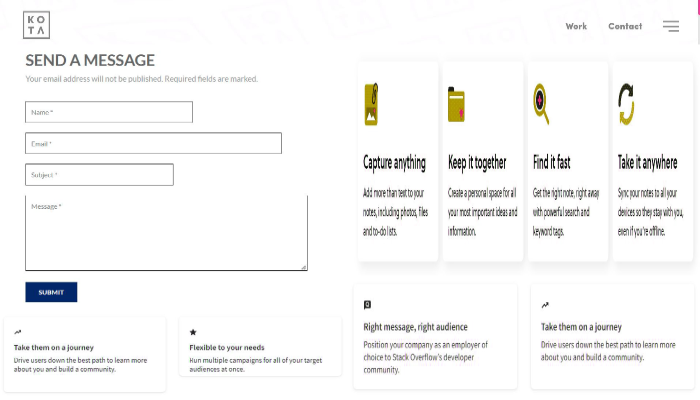 KO
TA
Work
Contact
SEND A MESSAGE
Your email address will not be published. Required fields are marked.
Name *
Email *
Subject *
Message *
SUBMIT
Capture anything
Add more than text to your
notes, including photos, files
and to-do lists.
Keep it together
Create a personal space for all
your most important ideas and
information.
Find it fast
Get the right note, right away
with powerful search and
keyword tags.
Take it anywhere
Sync your notes to all your
devices so they stay with you,
even if you're offline.
Take them on a journey
Drive users down the best path to learn more
about you and build a community.
Flexible to your needs
Run multiple campaigns for all of your target
audiences at once.
Right message, right audience
Position your company as an employer of
choice to Stack Overflow's developer
community.
Take them on a journey
Drive users down the best path to learn more
about you and build a community.